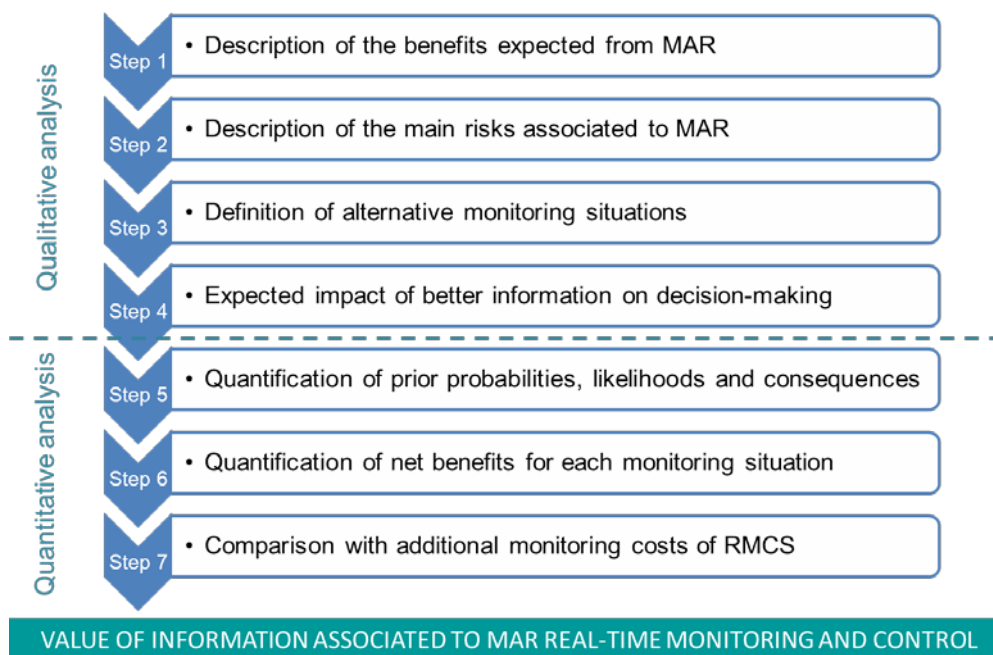 Qualitative analysis
Step 1
• Description of the benefits expected from MAR
Step 2
• Description of the main risks associated to MAR
Step 3
• Definition of alternative monitoring situations
Step 4
• Expected impact of better information on decision-making
Quantitative analysis
Step 5
• Quantification of prior probabilities, likelihoods and consequences
Step 6
• Quantification of net benefits for each monitoring situation
Step 7
• Comparison with additional monitoring costs of RMCS
VALUE OF INFORMATION ASSOCIATED TO MAR REAL-TIME MONITORING AND CONTROL